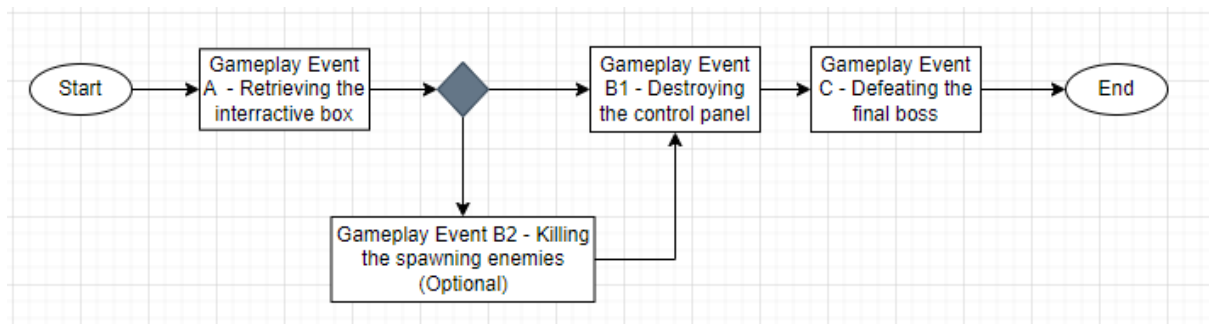 Start
Gameplay Event
A - Retrieving the
interractive box
Gameplay Event
B1 - Destroying
the control panel
Gameplay Event
C - Defeating the
final boss
End
Gameplay Event B2 - Killing
the spawning enemies
(Optional)